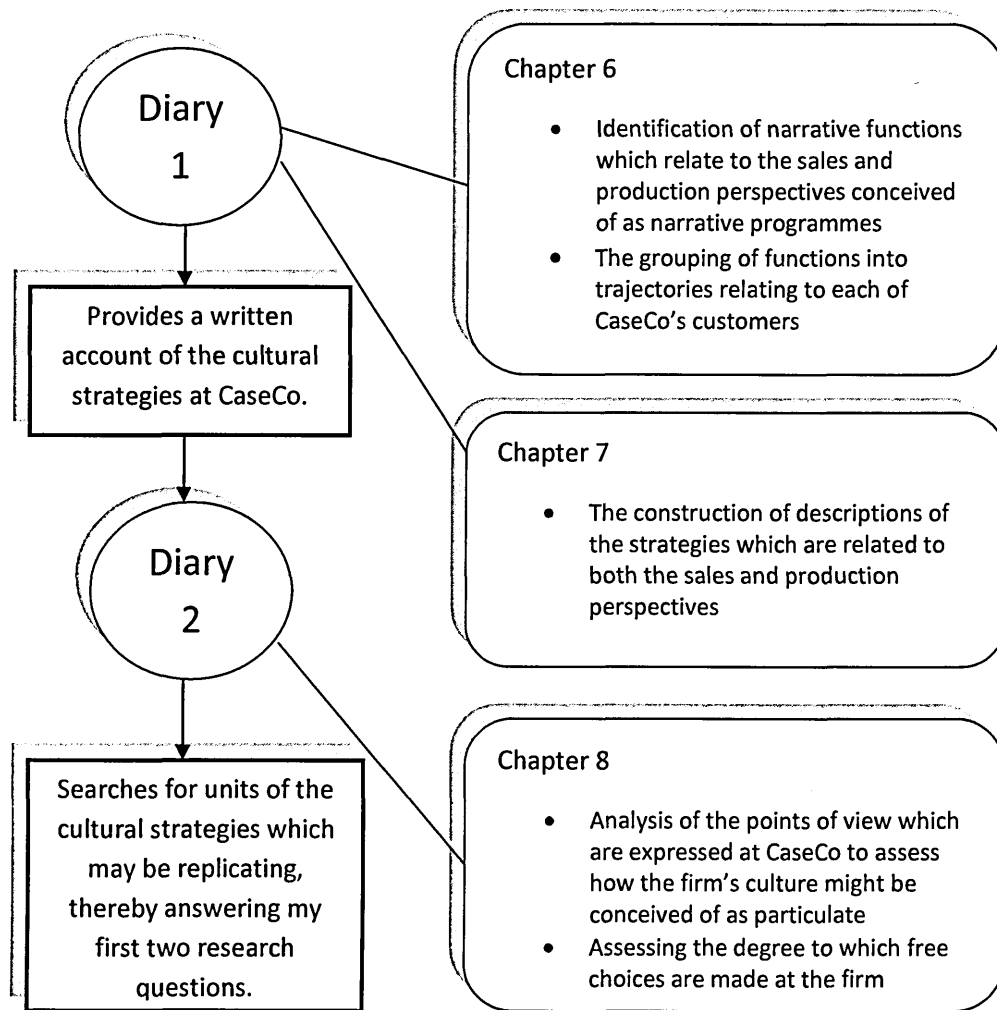 Diary
1
Provides a written
account of the cultural
strategies at CaseCo.
Diary
2
Searches for units of the
cultural strategies which
may be replicating,
thereby answering my
first two research
questions.
Chapter 6
• Identification of narrative functions
which relate to the sales and
production perspectives conceived
of as narrative programmes
• The grouping of functions into
trajectories relating to each of
CaseCo's customers
Chapter 7
• The construction of descriptions of
the strategies which are related to
both the sales and production
perspectives
Chapter 8
• Analysis of the points of view which
are expressed at CaseCo to assess
how the firm's culture might be
conceived of as particulate
• Assessing the degree to which free
choices are made at the firm